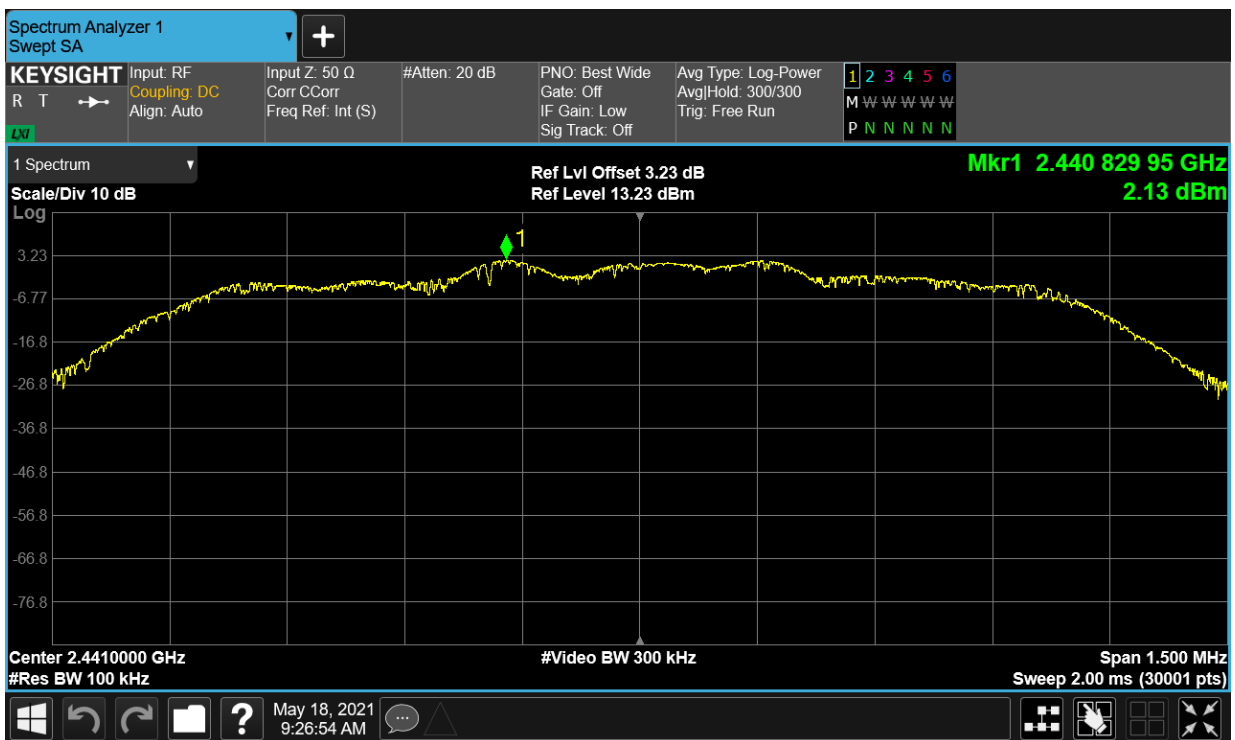 Spectrum Analyzer 1
Swept SA
KEYSIGHT
R T
LXI
Input: RF
Coupling: DC
Align: Auto
Input Z: 50 Ω
Corr CCorr
Freq Ref: Int (S)
#Atten: 20 dB
PNO: Best Wide
Gate: Off
IF Gain: Low
Sig Track: Off
Avg Type: Log-Power
Avg|Hold: 300/300
Trig: Free Run
1 2 3 4 5 6
M W W W W W
P N N N N N
1 Spectrum
Scale/Div 10 dB
Ref Lvl Offset 3.23 dB
Ref Level 13.23 dBm
Mkr1 2.440 829 95 GHz
2.13 dBm
Log
1
3.23
-6.77
-16.8
-26.8
-36.8
-46.8
-56.8
-66.8
-76.8
Center 2.4410000 GHz
#Video BW 300 kHz
Span 1.500 MHz
#Res BW 100 kHz
Sweep 2.00 ms (30001 pts)
?
May 18, 2021
9:26:54 AM